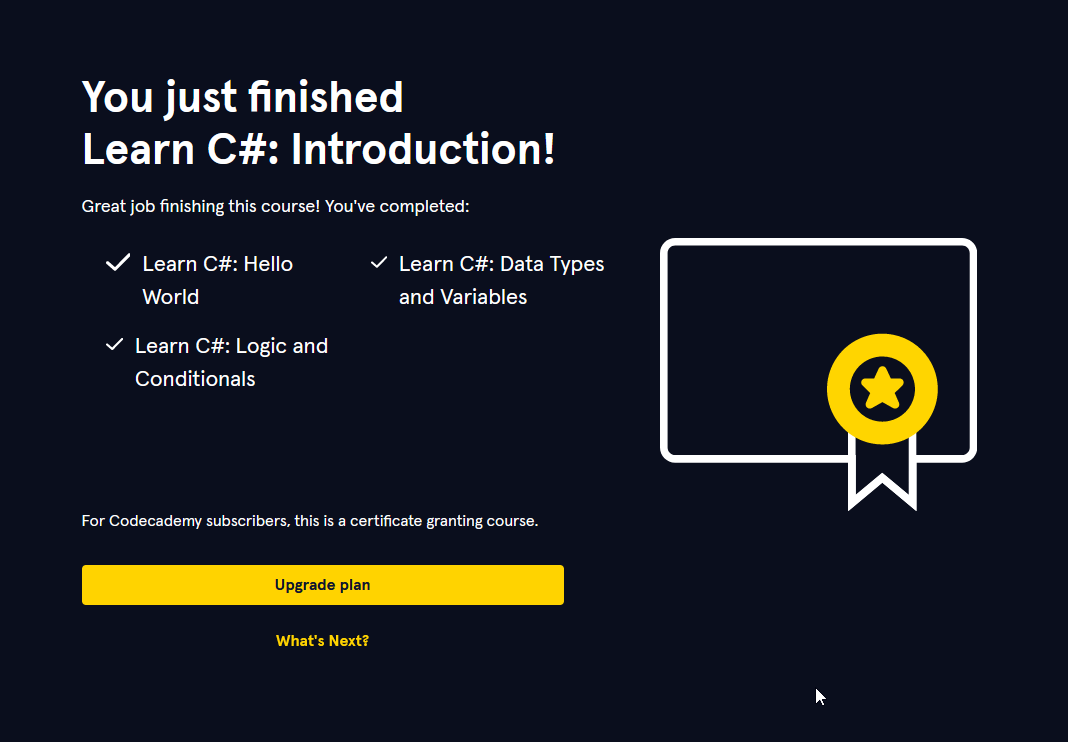 You just finished
Learn C#: Introduction!
Great job finishing this course! You've completed:
Learn C#: Hello
World
Learn C#: Data Types
and Variables
Learn C#: Logic and
Conditionals
For Codecademy subscribers, this is a certificate granting course.
Upgrade plan
What's Next?